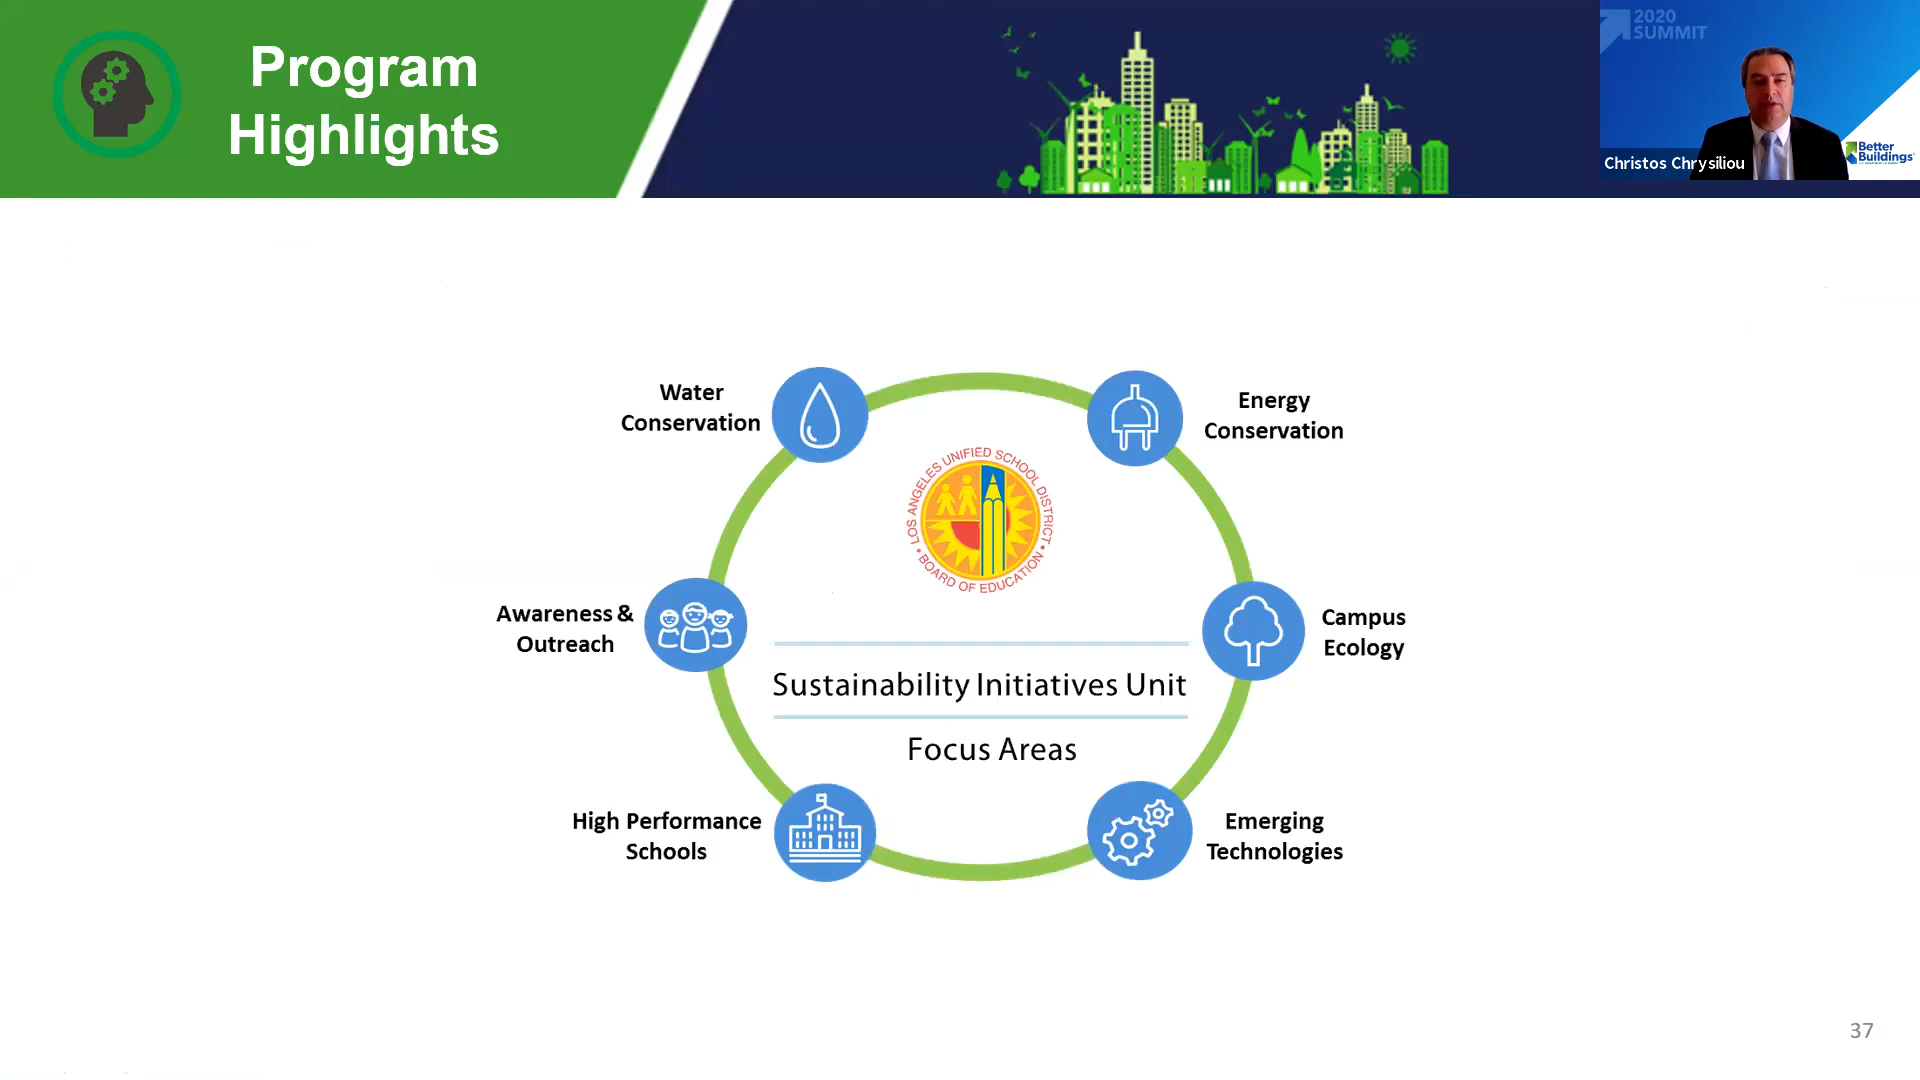 Program
Highlights
2020
SUMMIT
Christos Chrysiliou
Better
Buildings
Water
Conservation
Energy
Conservation
LOS ANGELES UNIFIED SCHOOL DISTRICT
• BOARD OF EDUCATION •
Awareness &
Outreach
Campus
Ecology
Sustainability Initiatives Unit
Focus Areas
High Performance
Schools
Emerging
Technologies
37